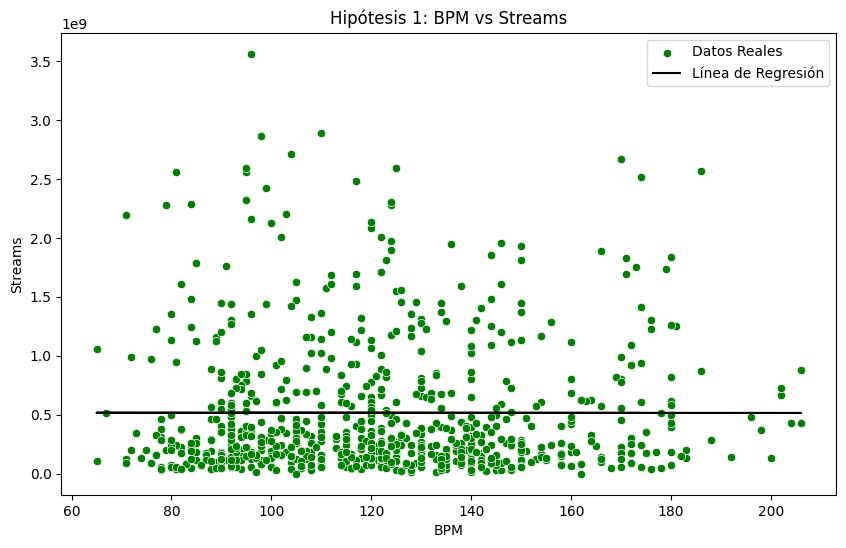 Hipótesis 1: BPM vs Streams
1e9
Datos Reales
Línea de Regresión
3.5
3.0
2.5
2.0
1.5
1.0
0.5
0.0
Streams
60 80 100 120 140 160 180 200
BPM